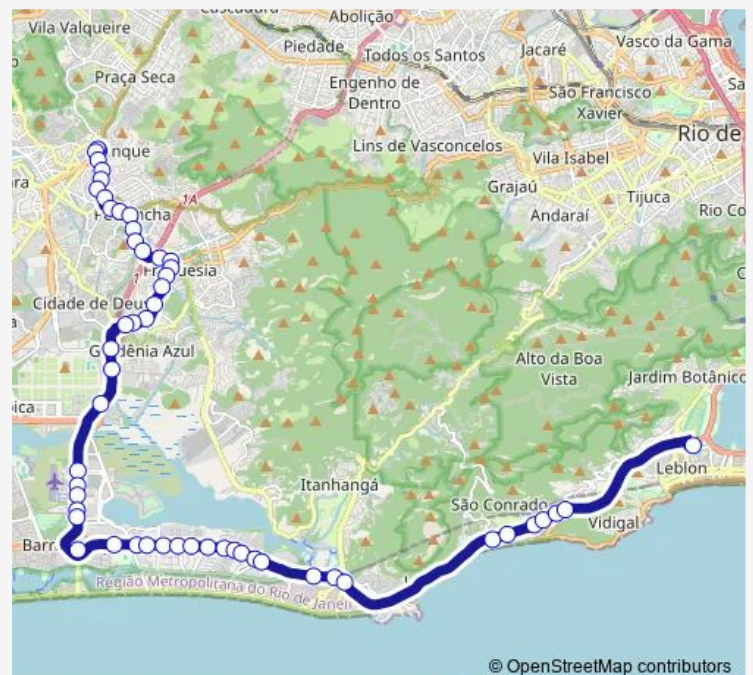 Abolição
Vila Valqueire
Piedade
Vasco da Gama
Todos os Santos
Jacaré
Praça Seca
Engenho de
Dentro
São Francisco
Xavier
Rio de
nque
Lins de Vasconcelos
Vila Isabel
Grajaú
Tijuca
Andaraí
Rio Co
1A
Cidade de Deu
Alto da Boa
Vista
Jardim Botânico
Itanhangá
Leblon
São Conrado
Vidigal
Barr
Região Metropolitana do Rio de Janei
© OpenStreetMap contributors